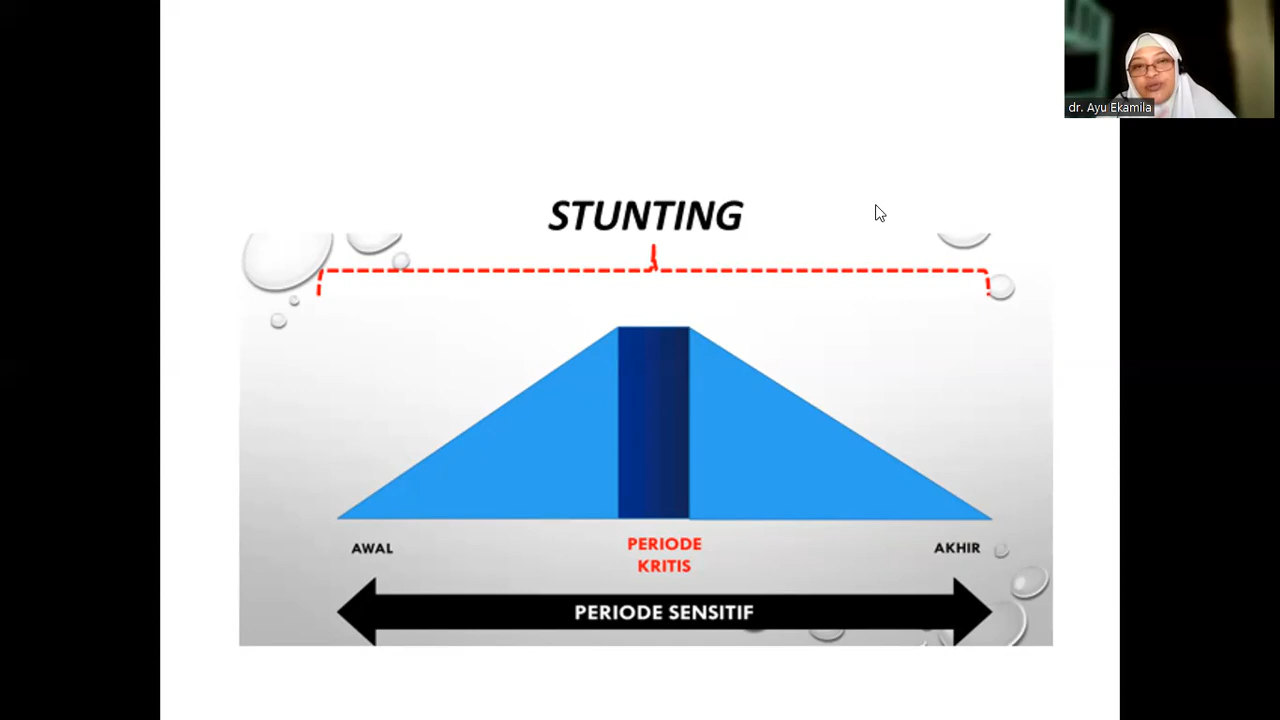 dr. Ayu Ekamila
STUNTING
AWAL
PERIODE
KRITIS
AKHIR
PERIODE SENSITIF